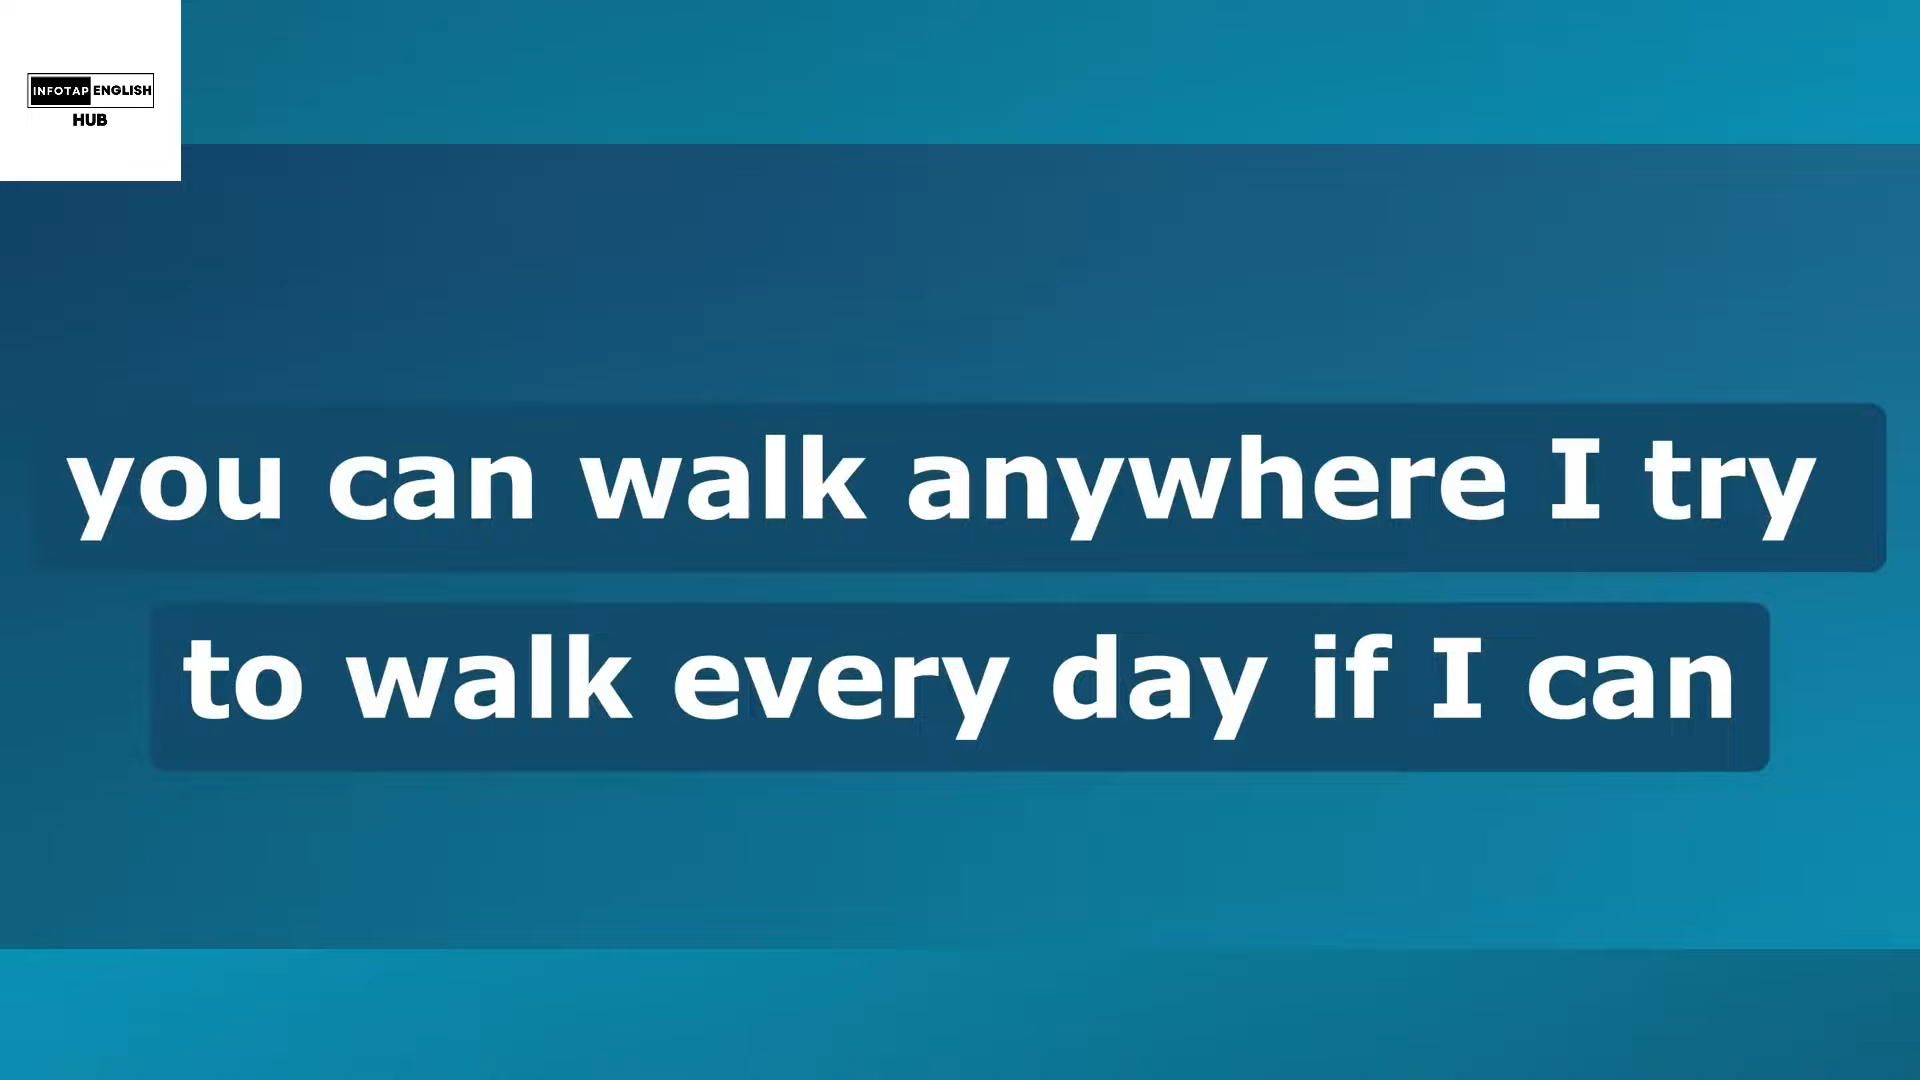 INFOTAP ENGLISH
HUB
you can walk anywhere I try
to walk every day if I can